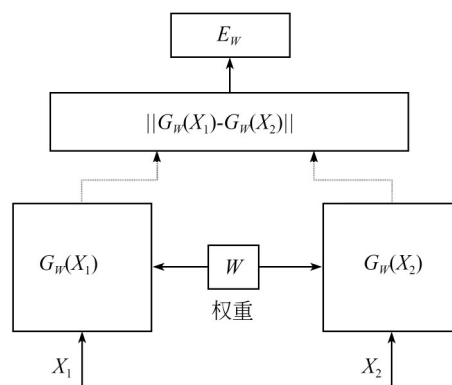 E_W
||G_W(X_1)-G_W(X_2)||
G_W(X_1)
W
G_W(X_2)
权重
X_1
X_2